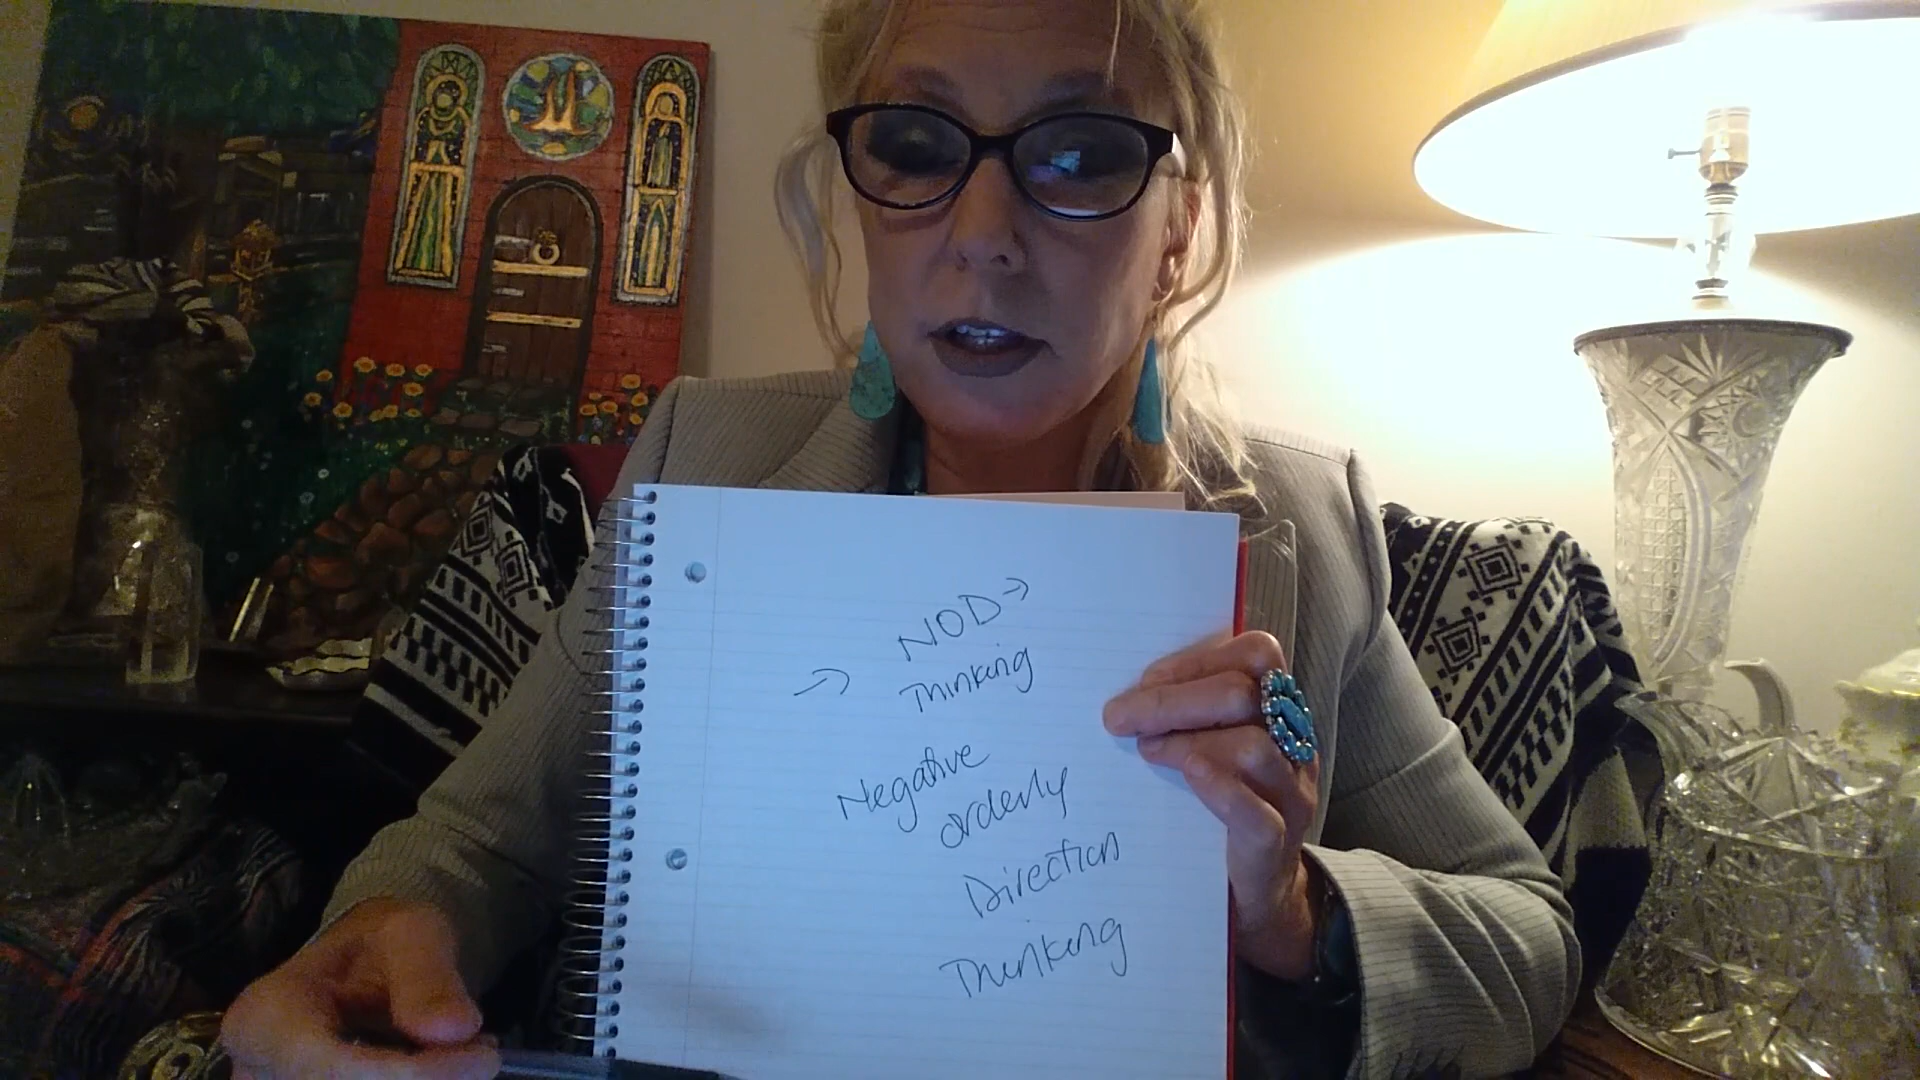 NOD →
→ Thinking
Negative
orderly
Direction
Thinking